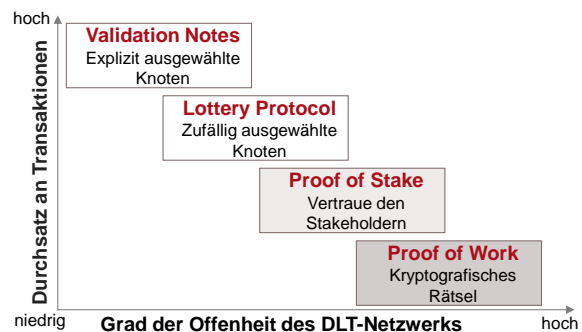 hoch
Durchsatz an Transaktionen
Validation Notes
Explizit ausgewählte
Knoten
Lottery Protocol
Zufällig ausgewählte
Knoten
Proof of Stake
Vertraue den
Stakeholdern
Proof of Work
Kryptografisches
Rätsel
niedrig
Grad der Offenheit des DLT-Netzwerks
hoch